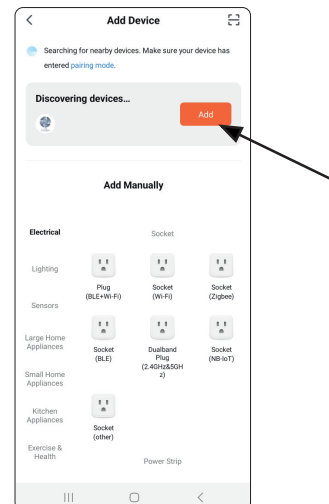 Add Device
Searching for nearby devices. Make sure your device has
entered pairing mode.
Discovering devices...
Add
Add Manually
Electrical
Socket
Lighting
Plug
(BLE+Wi-Fi)
Socket
(Wi-Fi)
Socket
(Zigbee)
Sensors
Large Home
Appliances
Socket
(BLE)
Dualband
Plug
(2.4GHz&5GH
z)
Socket
(NB-IoT)
Small Home
Appliances
Kitchen
Appliances
Socket
(other)
Exercise &
Health
Power Strip